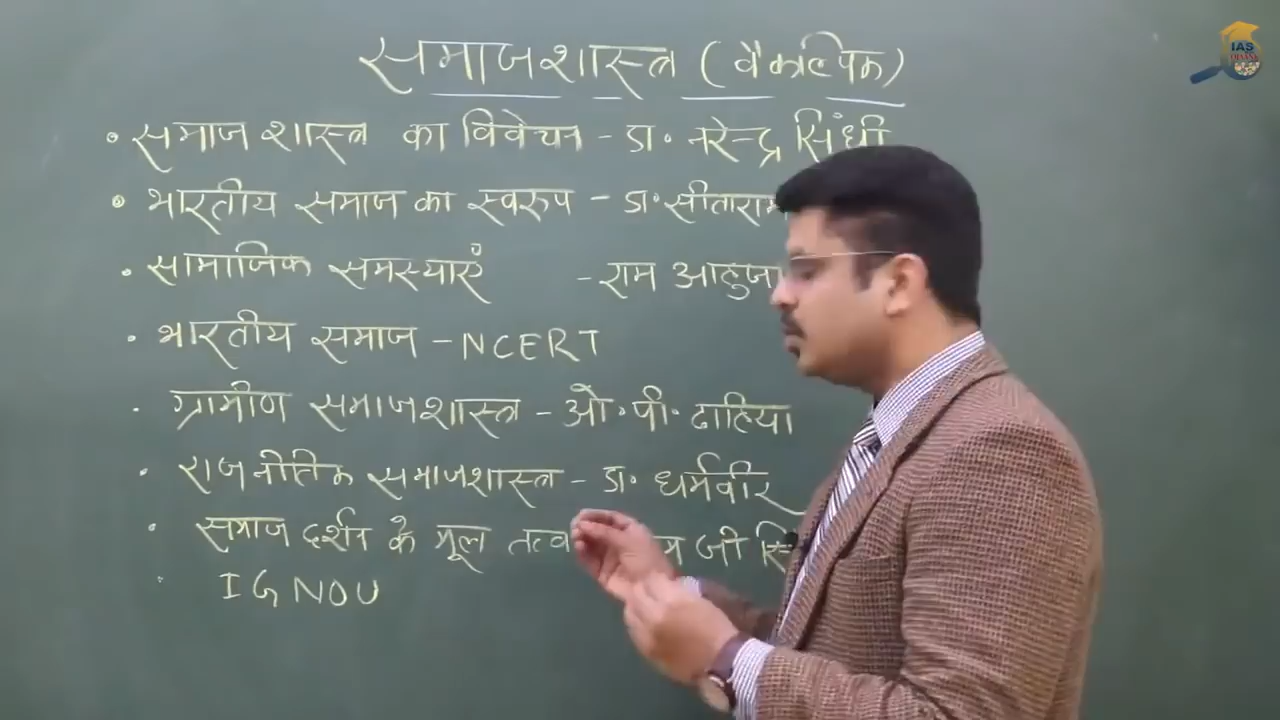 समाजशास्त्र (वैकल्पिक)
• समाज शास्त्र का विवेचन - डा॰ नरेन्द्र सिंघी
• भारतीय समाज का स्वरुप - डा॰ सीताराम
• सामाजिक समस्याएँ - राम आहुजा
• भारतीय समाज - NCERT
• ग्रामीण समाजशास्त्र - ओ॰ पी॰ ढालिया
• राजनीतिक समाजशास्त्र - डा॰ धर्मवीर
• समाज दर्शन के मूल तत्व जी
• IGNOU
IAS